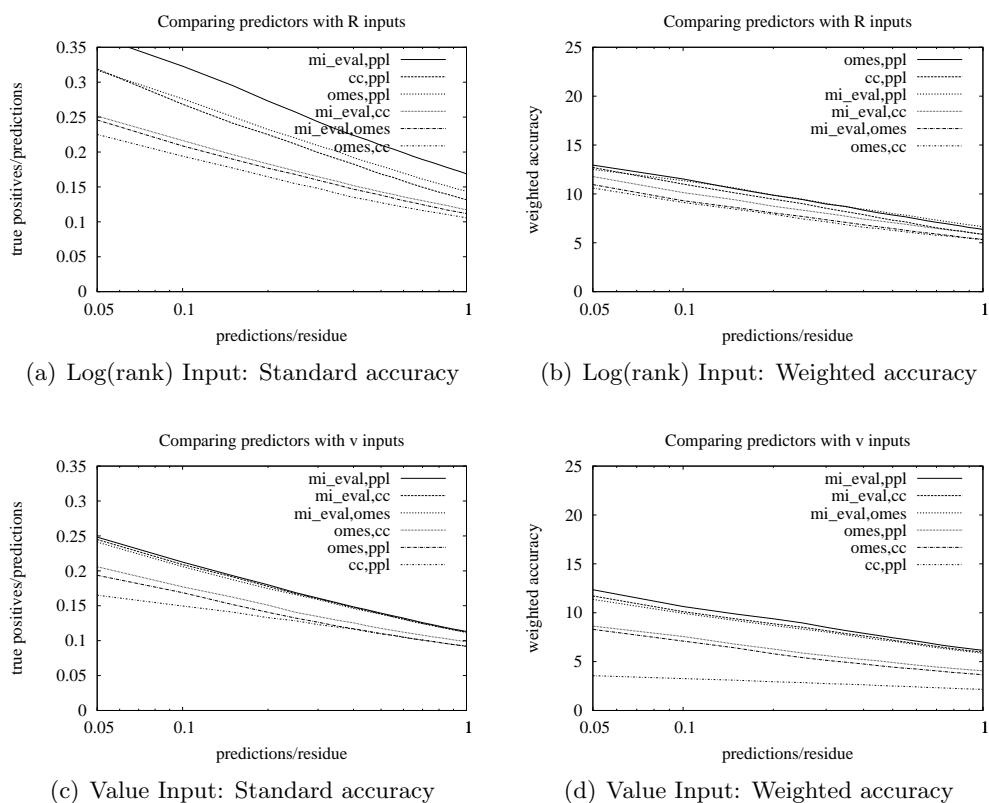 Comparing predictors with R inputs
true positives/predictions
0.35
0.3
0.25
0.2
0.15
0.1
0.05
0
mi_eval,ppl
cc,ppl
omes,ppl
mi_eval,cc
mi_eval,omes
omes,cc
0.05 0.1 1
predictions/residue
(a) Log(rank) Input: Standard accuracy
Comparing predictors with R inputs
weighted accuracy
25
20
15
10
5
0
omes,ppl
cc,ppl
mi_eval,ppl
mi_eval,cc
mi_eval,omes
omes,cc
0.05 0.1 1
predictions/residue
(b) Log(rank) Input: Weighted accuracy
Comparing predictors with v inputs
true positives/predictions
0.35
0.3
0.25
0.2
0.15
0.1
0.05
0
mi_eval,ppl
mi_eval,cc
mi_eval,omes
omes,cc
omes,ppl
cc,ppl
0.05 0.1 1
predictions/residue
(c) Value Input: Standard accuracy
Comparing predictors with v inputs
weighted accuracy
25
20
15
10
5
0
mi_eval,ppl
mi_eval,cc
mi_eval,omes
omes,ppl
omes,cc
cc,ppl
0.05 0.1 1
predictions/residue
(d) Value Input: Weighted accuracy